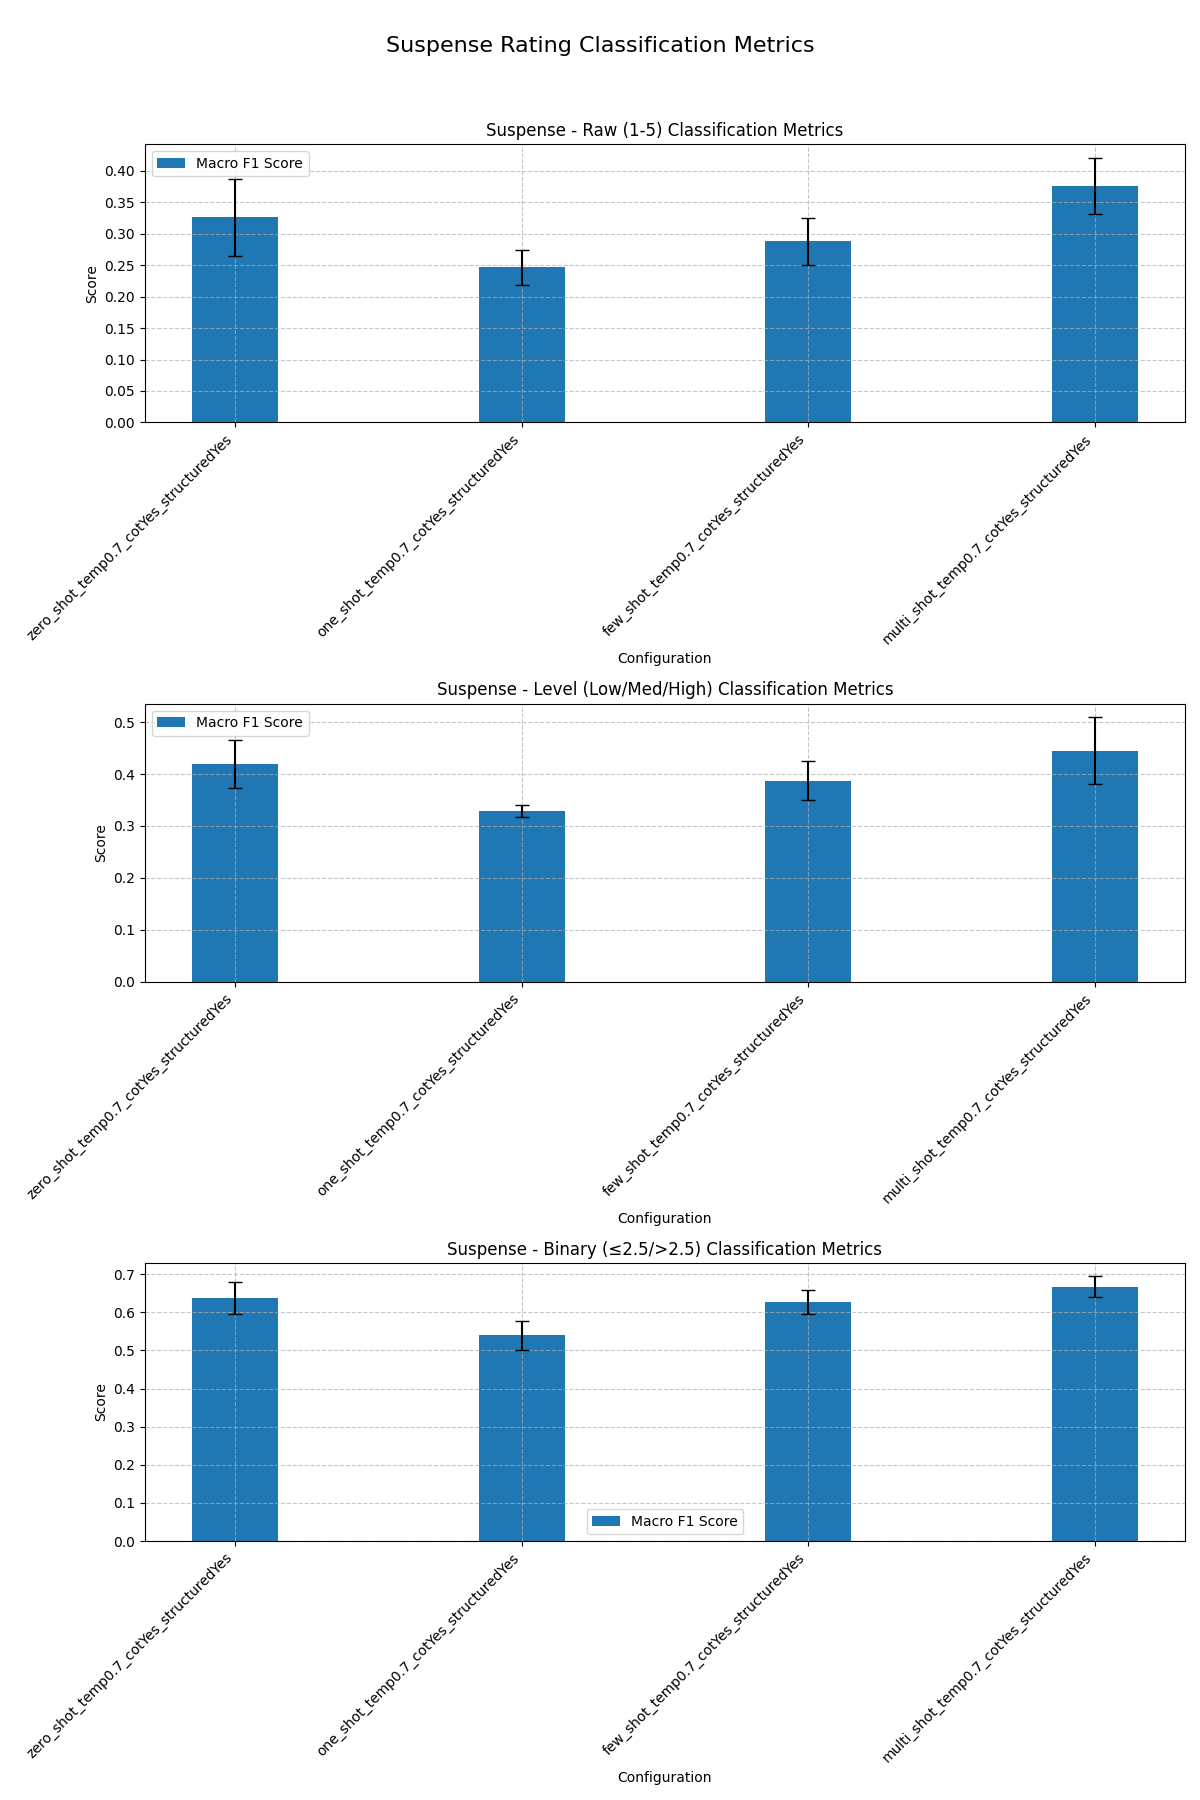 Suspense Rating Classification Metrics
Suspense - Raw (1-5) Classification Metrics
Macro F1 Score
Score
0.40
0.35
0.30
0.25
0.20
0.15
0.10
0.05
0.00
zero_shot_temp0.7_cotYes_structuredYes
one_shot_temp0.7_cotYes_structuredYes
few_shot_temp0.7_cotYes_structuredYes
multi_shot_temp0.7_cotYes_structuredYes
Configuration
Suspense - Level (Low/Med/High) Classification Metrics
Macro F1 Score
Score
0.5
0.4
0.3
0.2
0.1
0.0
zero_shot_temp0.7_cotYes_structuredYes
one_shot_temp0.7_cotYes_structuredYes
few_shot_temp0.7_cotYes_structuredYes
multi_shot_temp0.7_cotYes_structuredYes
Configuration
Suspense - Binary (≤2.5/>2.5) Classification Metrics
Score
0.7
0.6
0.5
0.4
0.3
0.2
0.1
0.0
Macro F1 Score
zero_shot_temp0.7_cotYes_structuredYes
one_shot_temp0.7_cotYes_structuredYes
few_shot_temp0.7_cotYes_structuredYes
multi_shot_temp0.7_cotYes_structuredYes
Configuration